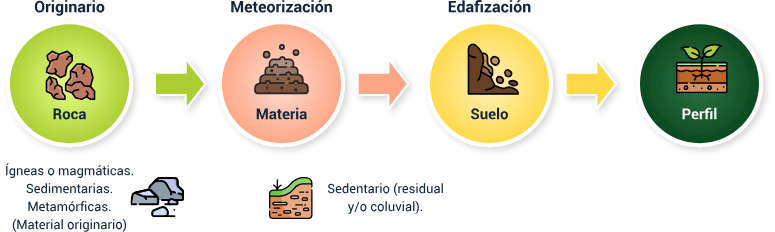 Originario
Meteorización
Edafización
Roca
Materia
Suelo
Perfil
Ígneas o magmáticas.
Sedimentarias.
Metamórficas.
(Material originario)
Sedentario (residual
y/o coluvial).